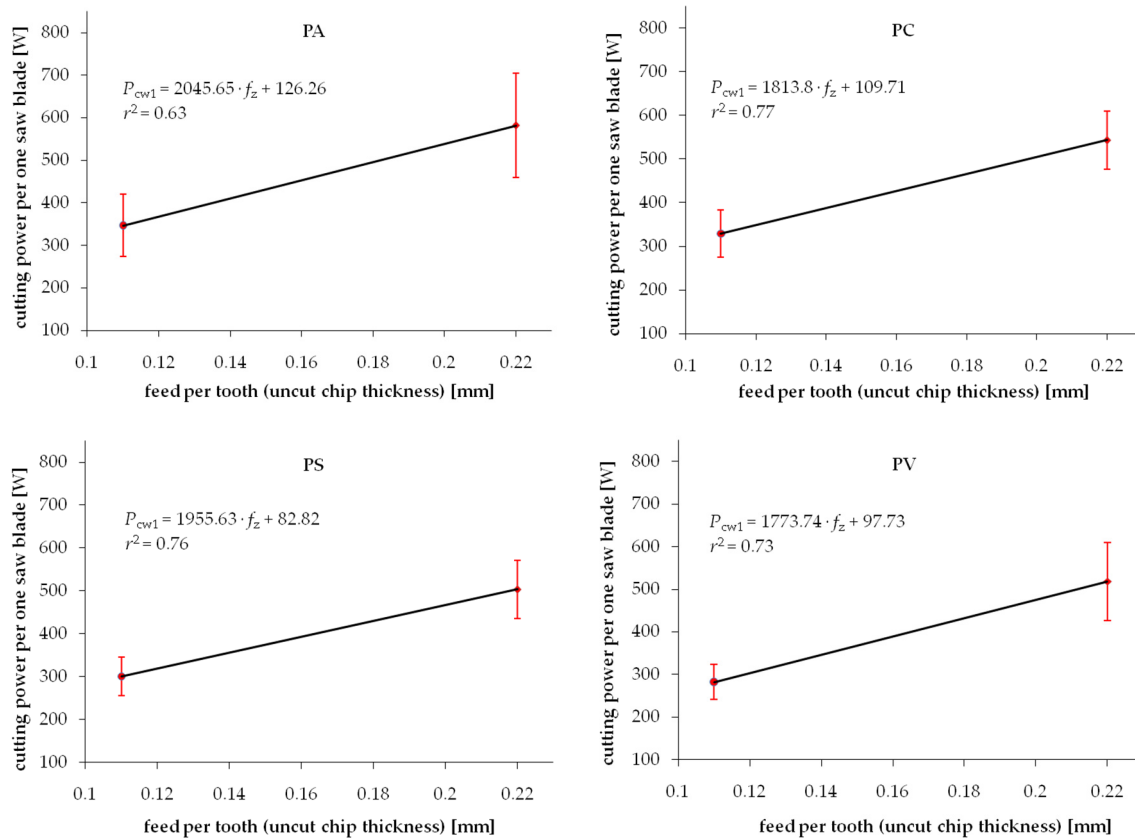 PA
cutting power per one saw blade [W]
800
700
600
500
400
300
200
100
P_cw1 = 2045.65 · f_z + 126.26
r² = 0.63
0.1 0.12 0.14 0.16 0.18 0.2 0.22
feed per tooth (uncut chip thickness) [mm]
PC
cutting power per one saw blade [W]
800
700
600
500
400
300
200
100
P_cw1 = 1813.8 · f_z + 109.71
r² = 0.77
0.1 0.12 0.14 0.16 0.18 0.2 0.22
feed per tooth (uncut chip thickness) [mm]
PS
cutting power per one saw blade [W]
800
700
600
500
400
300
200
100
P_cw1 = 1955.63 · f_z + 82.82
r² = 0.76
0.1 0.12 0.14 0.16 0.18 0.2 0.22
feed per tooth (uncut chip thickness) [mm]
PV
cutting power per one saw blade [W]
800
700
600
500
400
300
200
100
P_cw1 = 1773.74 · f_z + 97.73
r² = 0.73
0.1 0.12 0.14 0.16 0.18 0.2 0.22
feed per tooth (uncut chip thickness) [mm]